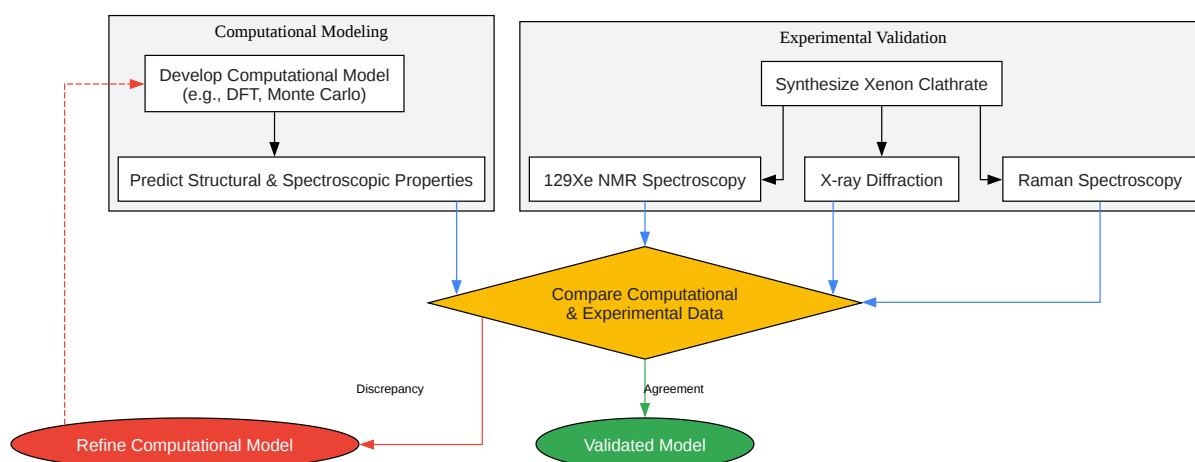 Computational Modeling
Develop Computational Model
(e.g., DFT, Monte Carlo)
Predict Structural & Spectroscopic Properties
Experimental Validation
Synthesize Xenon Clathrate
129Xe NMR Spectroscopy
X-ray Diffraction
Raman Spectroscopy
Compare Computational
& Experimental Data
Discrepancy
Agreement
Refine Computational Model
Validated Model